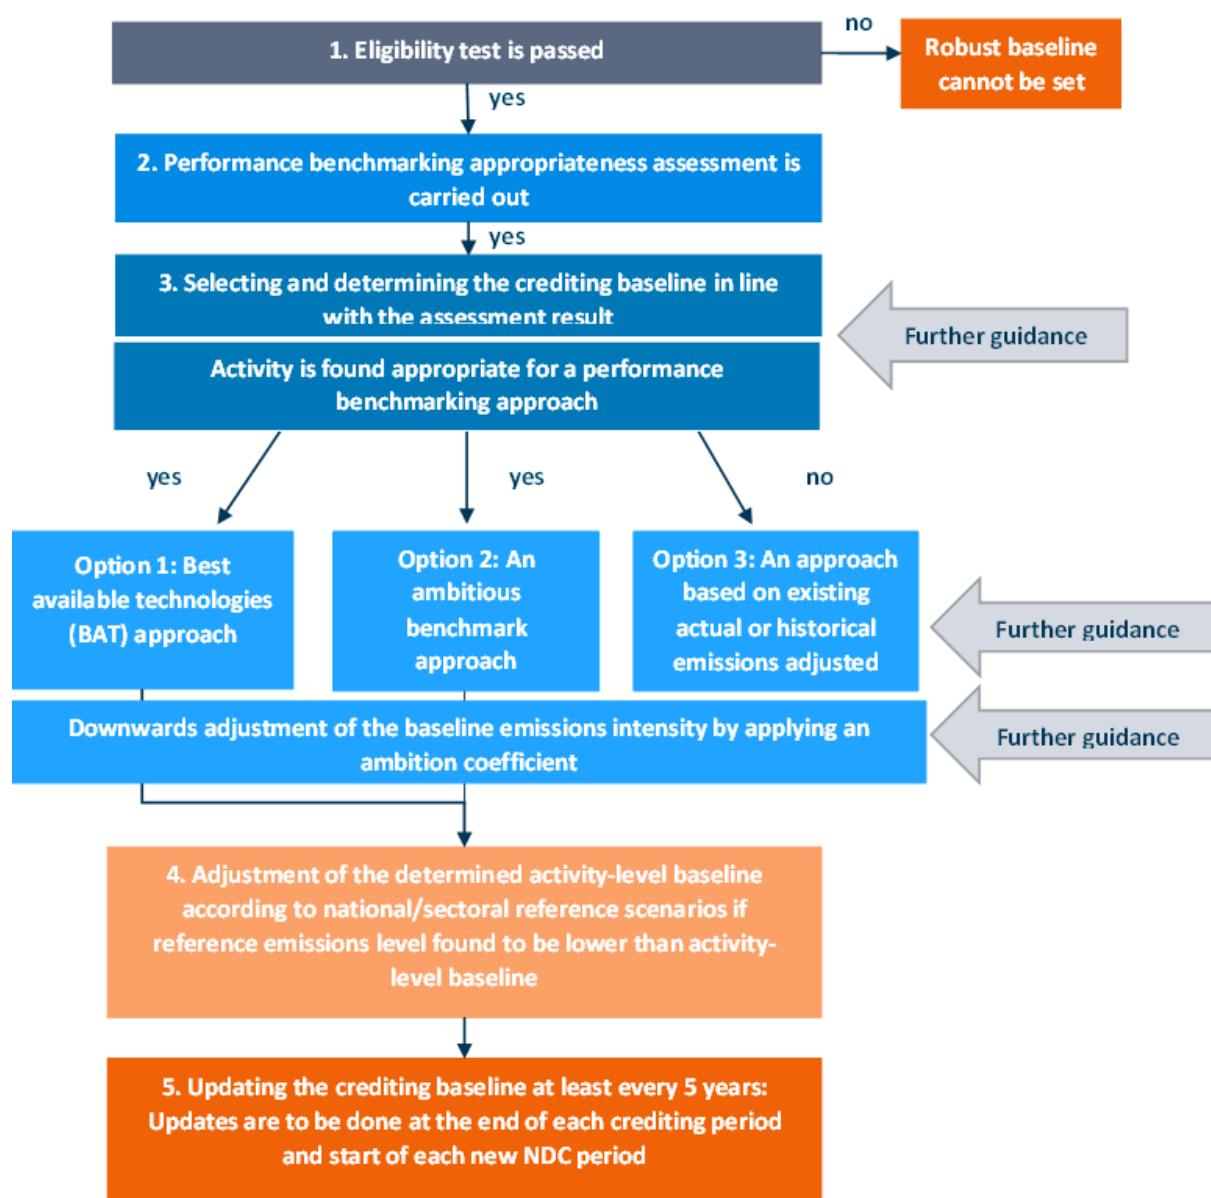 1. Eligibility test is passed
no
Robust baseline
cannot be set
yes
2. Performance benchmarking appropriateness assessment is
carried out
yes
3. Selecting and determining the crediting baseline in line
with the assessment result
Further guidance
Activity is found appropriate for a performance
benchmarking approach
yes
yes
no
Option 1: Best
available technologies
(BAT) approach
Option 2: An
ambitious
benchmark
approach
Option 3: An approach
based on existing
actual or historical
emissions adjusted
Further guidance
Downwards adjustment of the baseline emissions intensity by applying an
ambition coefficient
Further guidance
4. Adjustment of the determined activity-level baseline
according to national/sectoral reference scenarios if
reference emissions level found to be lower than activity-
level baseline
5. Updating the crediting baseline at least every 5 years:
Updates are to be done at the end of each crediting period
and start of each new NDC period